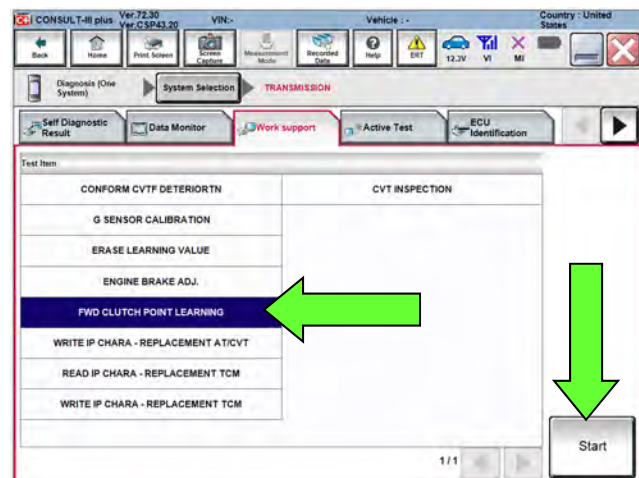 CONSULT-III plus Ver.72.30 VIN:- Vehicle : - Country : United
Ver.CSP43.20 States
Back Home Print Screen Screen Capture Measurement Mode Recorded Data Help ERT 12.3V VI MI
Diagnosis (One System) System Selection TRANSMISSION
Self Diagnostic Result Data Monitor Work support Active Test ECU Identification
Test Item
CONFORM CVTF DETERIORTN CVT INSPECTION
G SENSOR CALIBRATION
ERASE LEARNING VALUE
ENGINE BRAKE ADJ.
FWD CLUTCH POINT LEARNING
WRITE IP CHARA - REPLACEMENT AT/CVT
READ IP CHARA - REPLACEMENT TCM
WRITE IP CHARA - REPLACEMENT TCM
Start
1/1